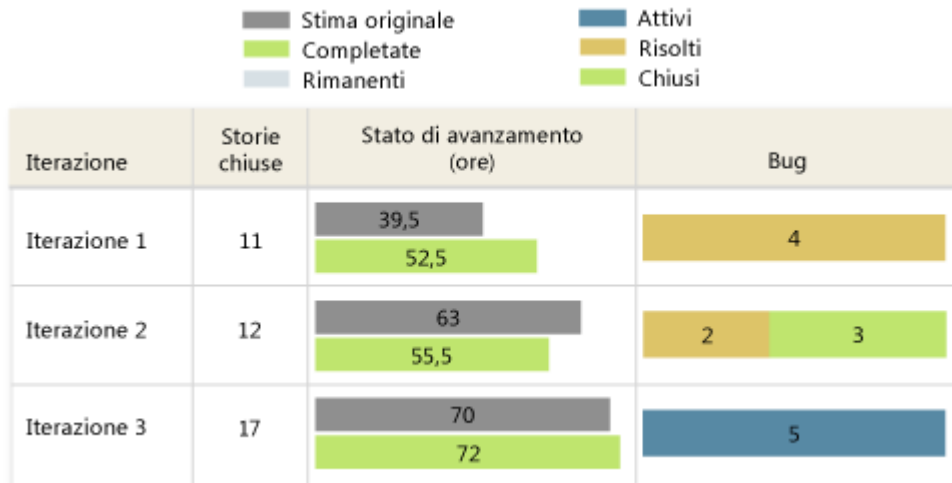 Stima originale
Attivi
Completate
Risolti
Rimanenti
Chiusi
Iterazione
Storie
chiuse
Stato di avanzamento
(ore)
Bug
Iterazione 1
11
39,5
52,5
4
Iterazione 2
12
63
55,5
2
3
Iterazione 3
17
70
72
5